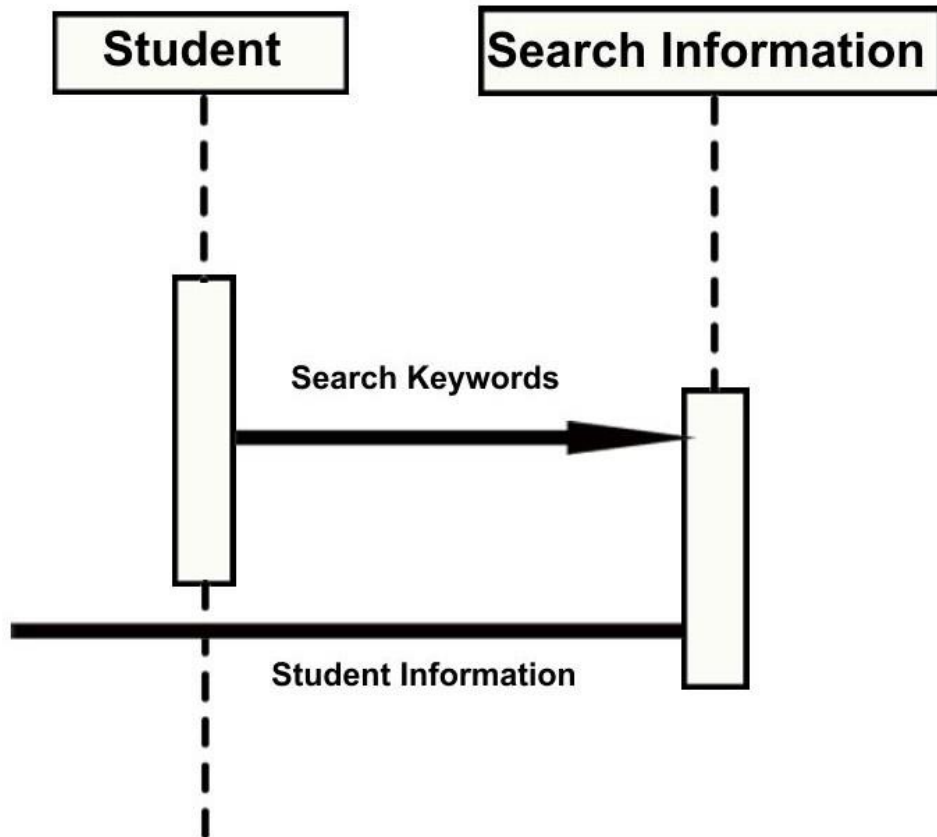 Student
Search Information
Search Keywords
Student Information